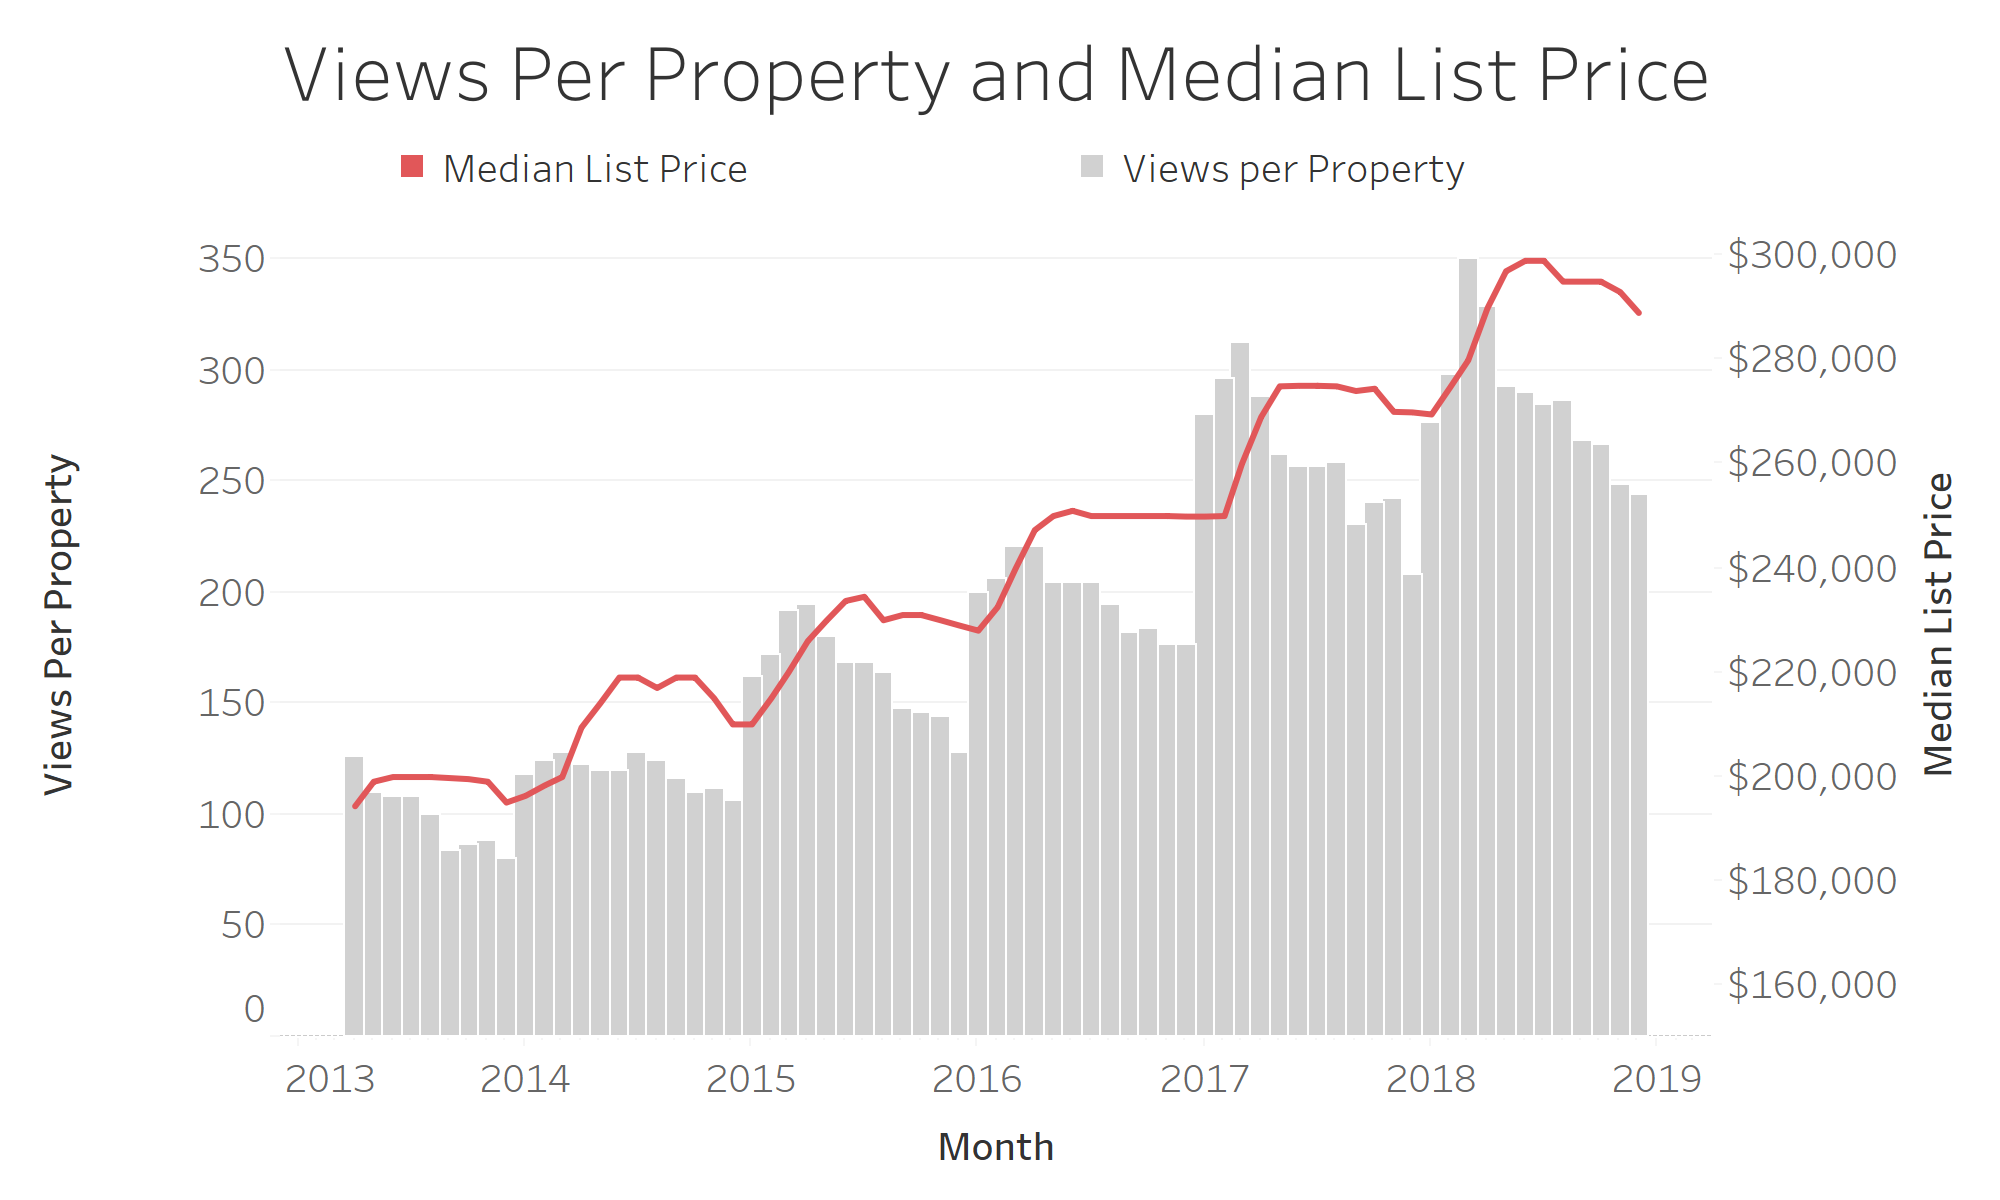 Views Per Property and Median List Price
Median List Price
Views per Property
350
300
250
200
150
100
50
0
Views Per Property
$300,000
$280,000
$260,000
$240,000
$220,000
$200,000
$180,000
$160,000
Median List Price
2013 2014 2015 2016 2017 2018 2019
Month